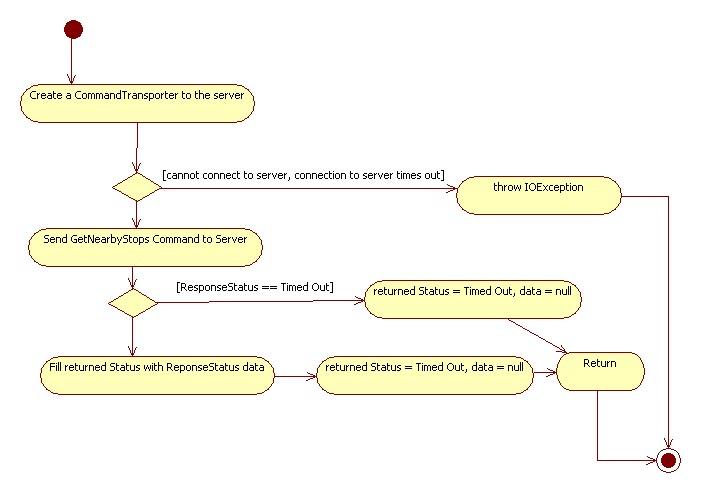 Create a CommandTransporter to the server
[cannot connect to server, connection to server times out]
throw IOException
Send GetNearbyStops Command to Server
[ResponseStatus == Timed Out]
returned Status = Timed Out, data = null
Fill returned Status with ReponseStatus data
returned Status = Timed Out, data = null
Return